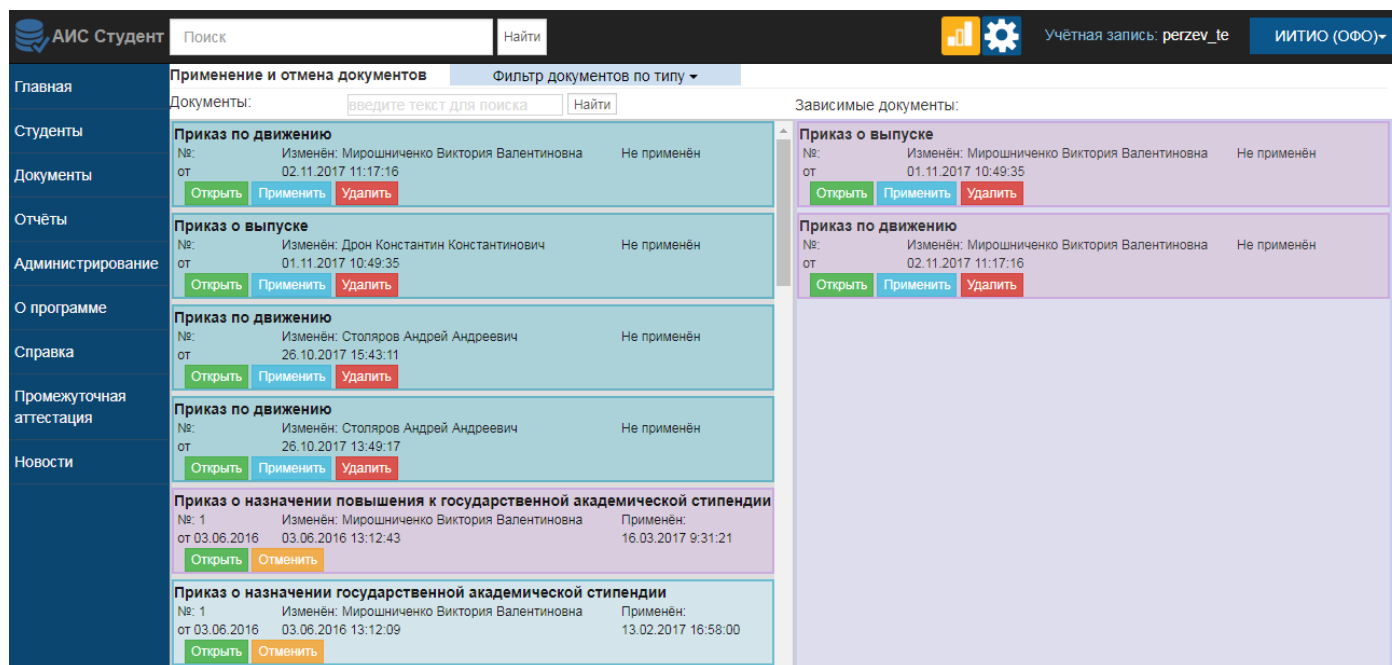 АИС Студент
Поиск
Найти
Учётная запись: perzev_te
ИИТИО (ОФО)
Главная
Студенты
Документы
Отчёты
Администрирование
О программе
Справка
Промежуточная
аттестация
Новости
Применение и отмена документов
Фильтр документов по типу
Документы:
введите текст для поиска
Найти
Приказ по движению
№: Изменён: Мирошниченко Виктория Валентиновна Не применён
от 02.11.2017 11:17:16
Открыть Применить Удалить
Приказ о выпуске
№: Изменён: Дрон Константин Константинович Не применён
от 01.11.2017 10:49:35
Открыть Применить Удалить
Приказ по движению
№: Изменён: Столяров Андрей Андреевич Не применён
от 26.10.2017 15:43:11
Открыть Применить Удалить
Приказ по движению
№: Изменён: Столяров Андрей Андреевич Не применён
от 26.10.2017 13:49:17
Открыть Применить Удалить
Приказ о назначении повышения к государственной академической стипендии
№: 1 Изменён: Мирошниченко Виктория Валентиновна Применён:
от 03.06.2016 03.06.2016 13:12:43 16.03.2017 9:31:21
Открыть Отменить
Приказ о назначении государственной академической стипендии
№: 1 Изменён: Мирошниченко Виктория Валентиновна Применён:
от 03.06.2016 03.06.2016 13:12:09 13.02.2017 16:58:00
Открыть Отменить
Зависимые документы:
Приказ о выпуске
№: Изменён: Мирошниченко Виктория Валентиновна Не применён
от 01.11.2017 10:49:35
Открыть Применить Удалить
Приказ по движению
№: Изменён: Мирошниченко Виктория Валентиновна Не применён
от 02.11.2017 11:17:16
Открыть Применить Удалить